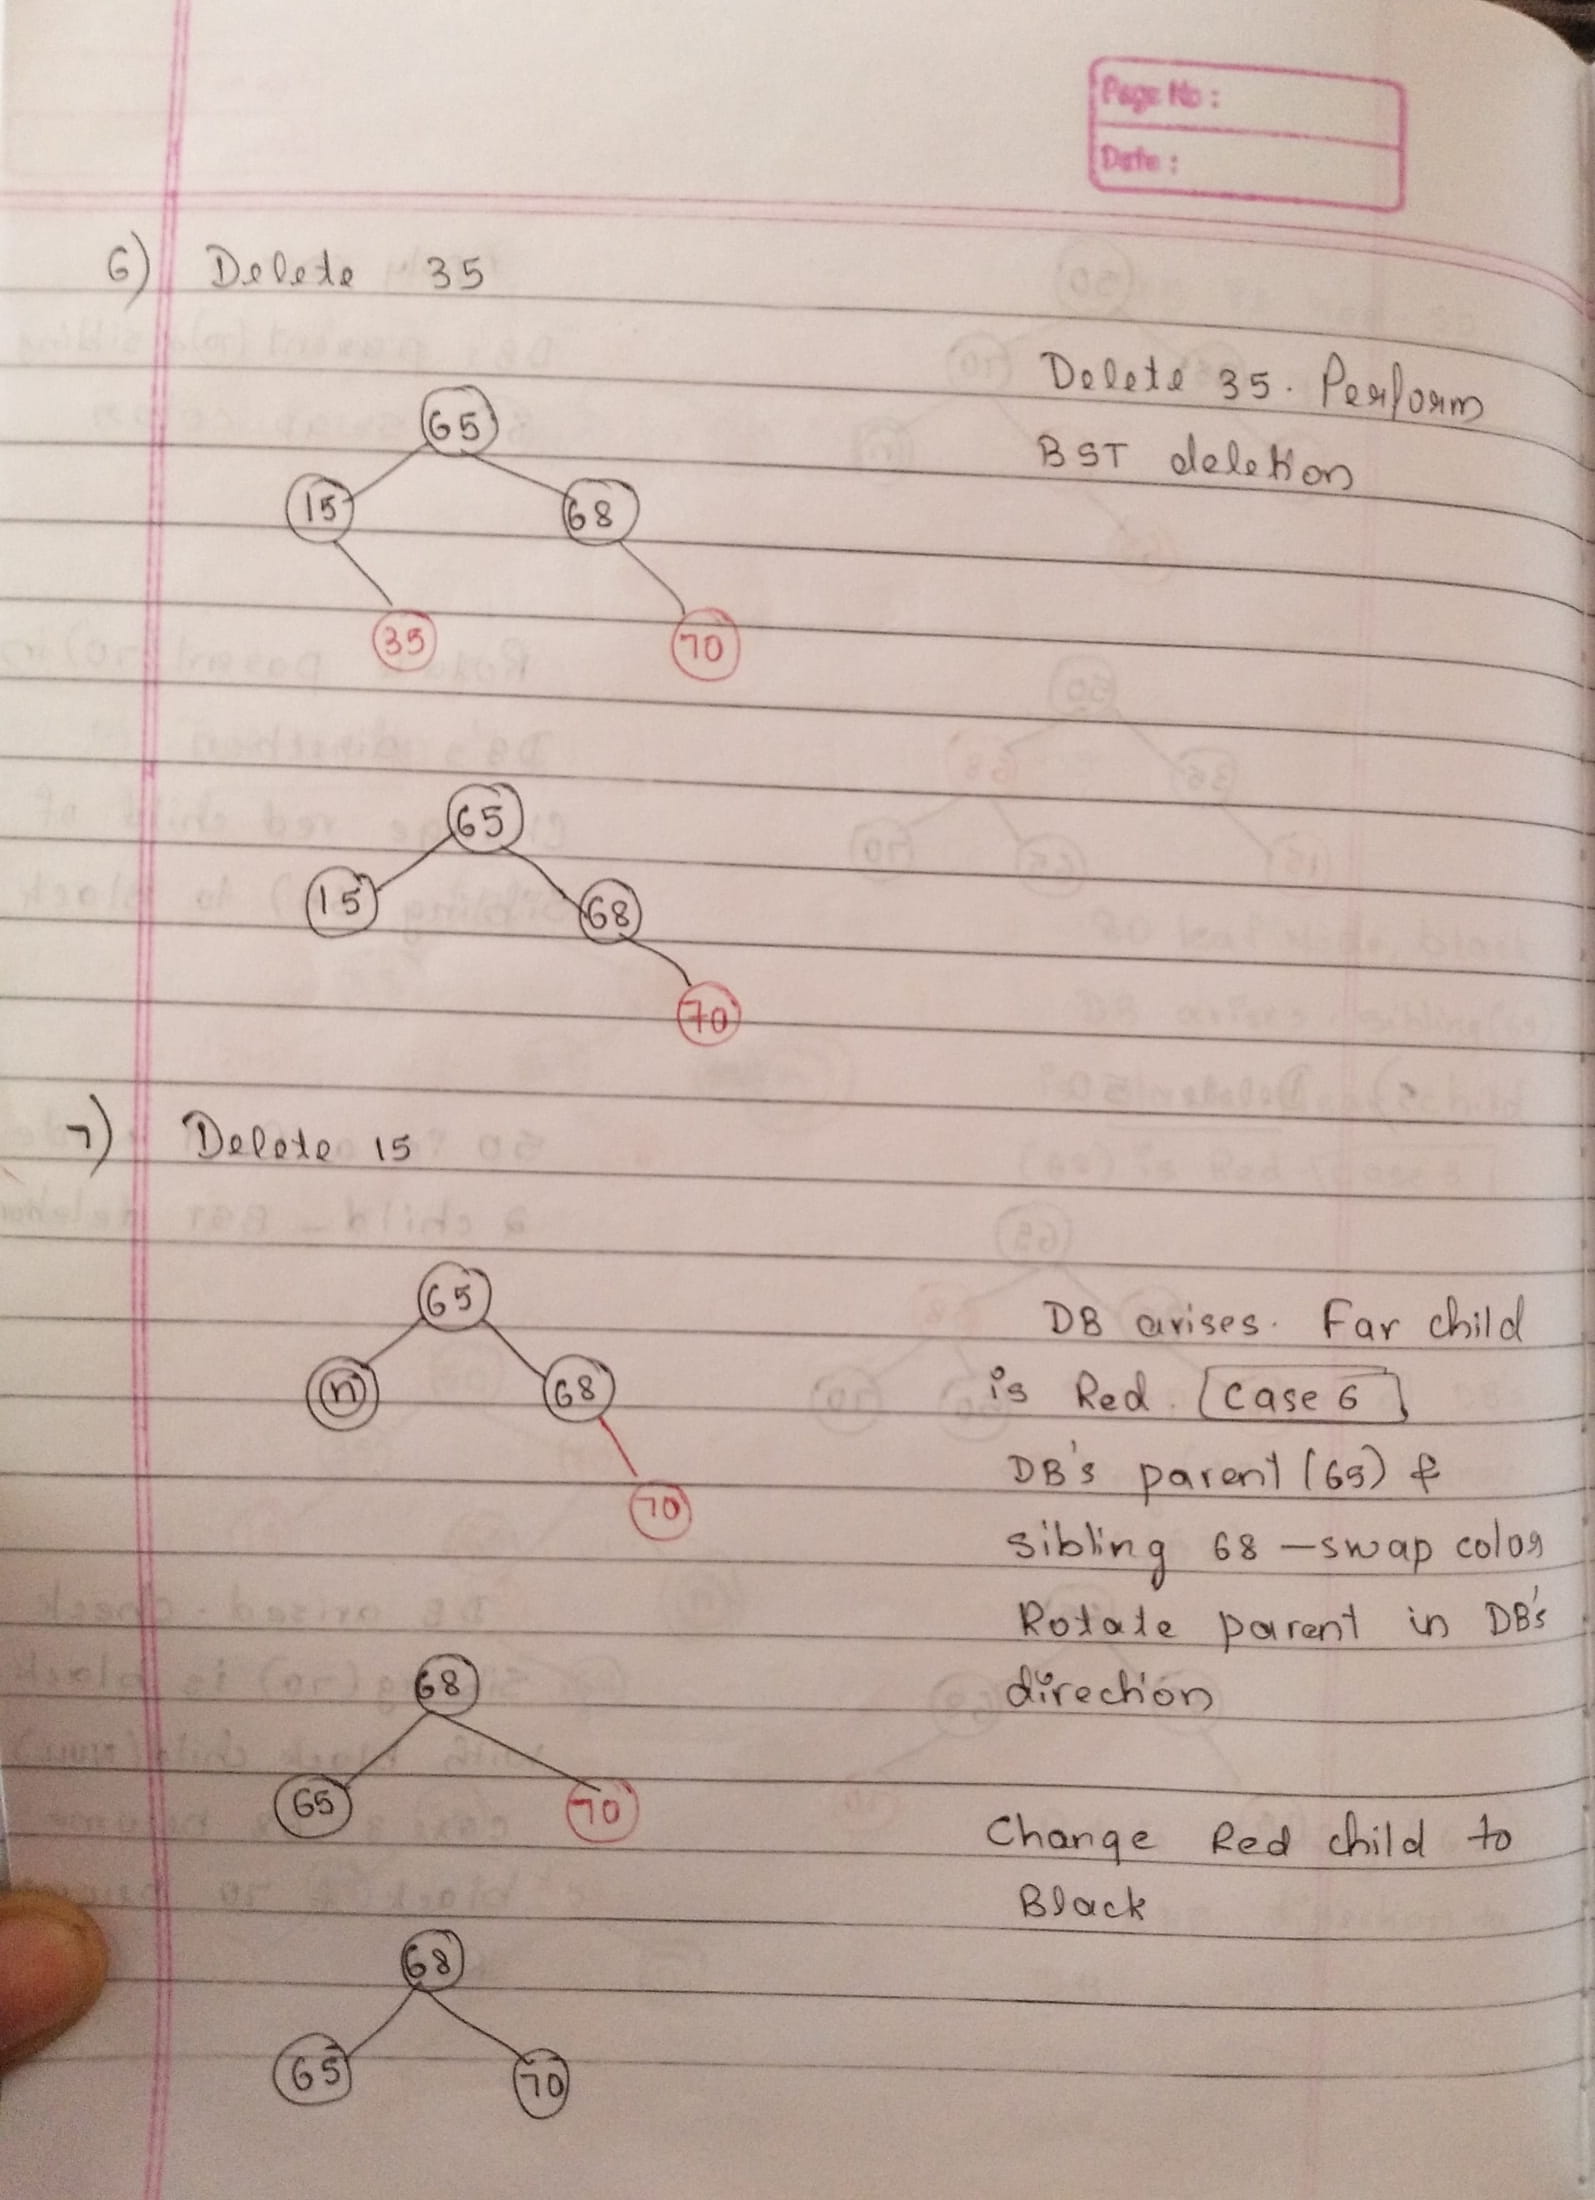 Page No :
Date :
6) Delete 35
Delete 35. Perform
BST deletion
65
15 68
35 70
65
15 68
70
7) Delete 15
65
n 68
70
DB arises. Far child
is Red. Case 6
DB's parent (65) &
sibling 68 - swap color
Rotate parent in DB's
direction
68
65 70
Change Red child to
Black
68
65 70